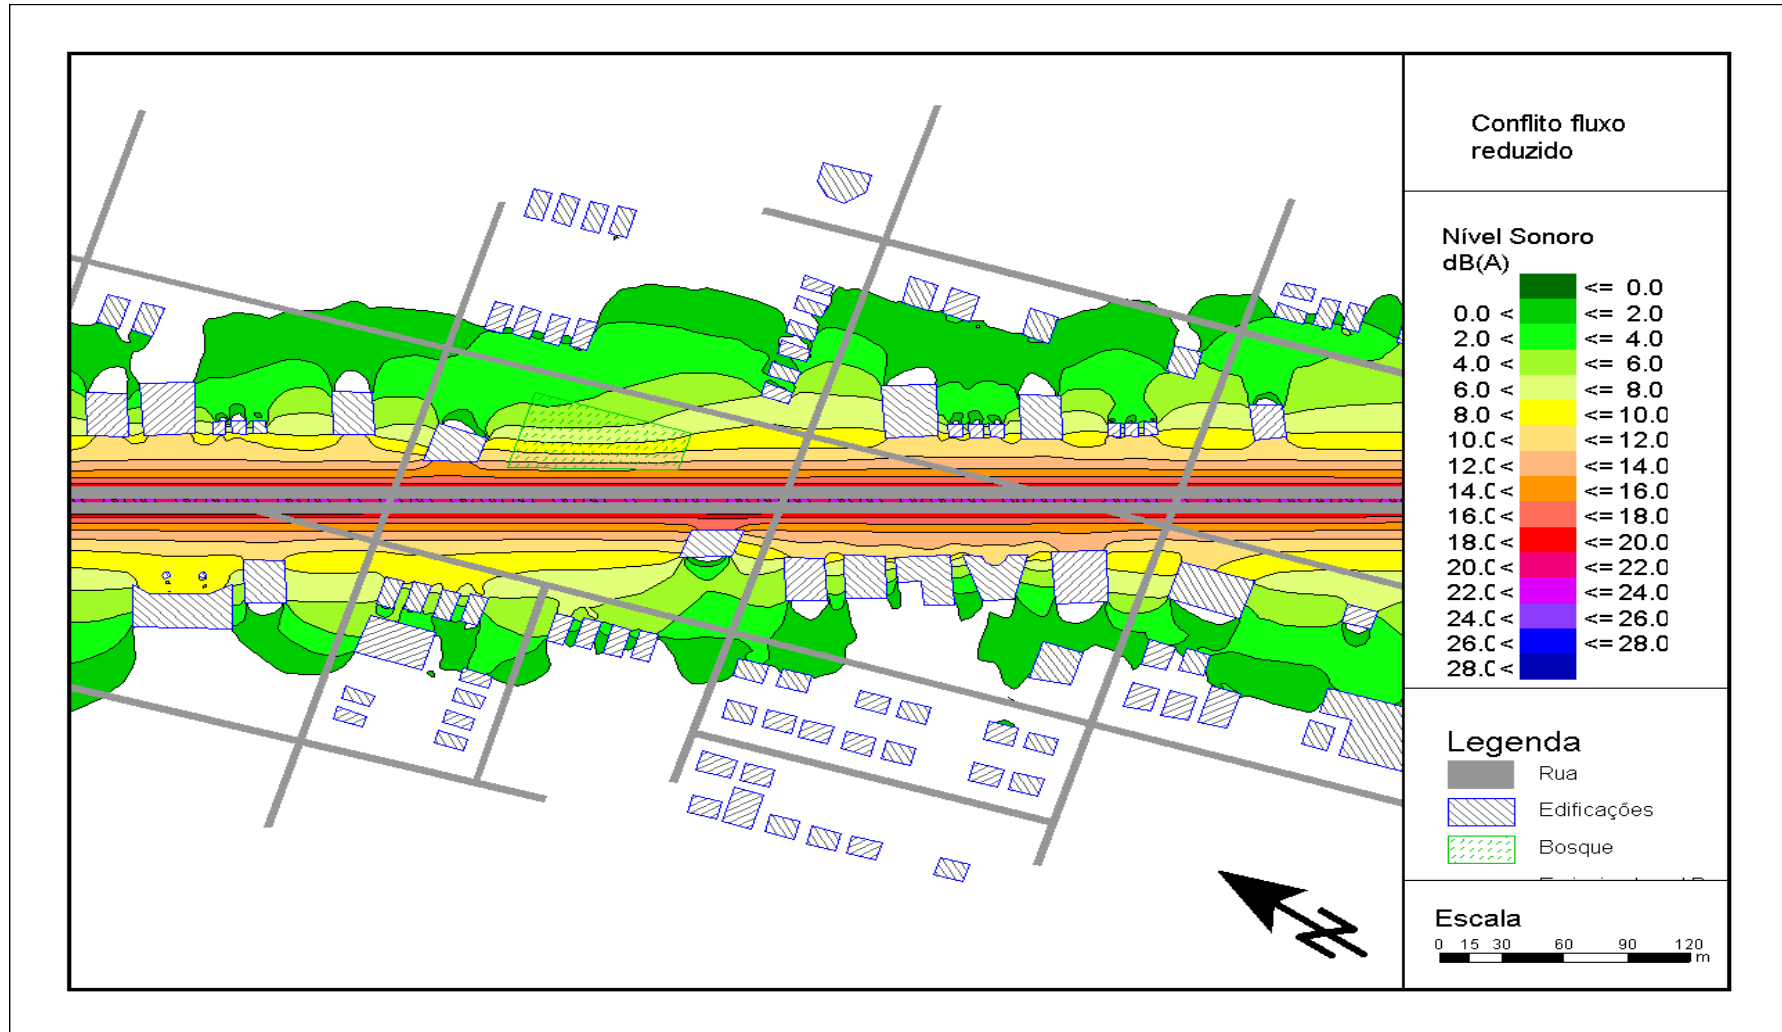 Conflito fluxo
reduzido
Nível Sonoro
dB(A)
<= 0.0
0.0 < <= 2.0
2.0 < <= 4.0
4.0 < <= 6.0
6.0 < <= 8.0
8.0 < <= 10.0
10.0 < <= 12.0
12.0 < <= 14.0
14.0 < <= 16.0
16.0 < <= 18.0
18.0 < <= 20.0
20.0 < <= 22.0
22.0 < <= 24.0
24.0 < <= 26.0
26.0 < <= 28.0
28.0 <
Legenda
Rua
Edificações
Bosque
Escala
0 15 30 60 90 120
m
N